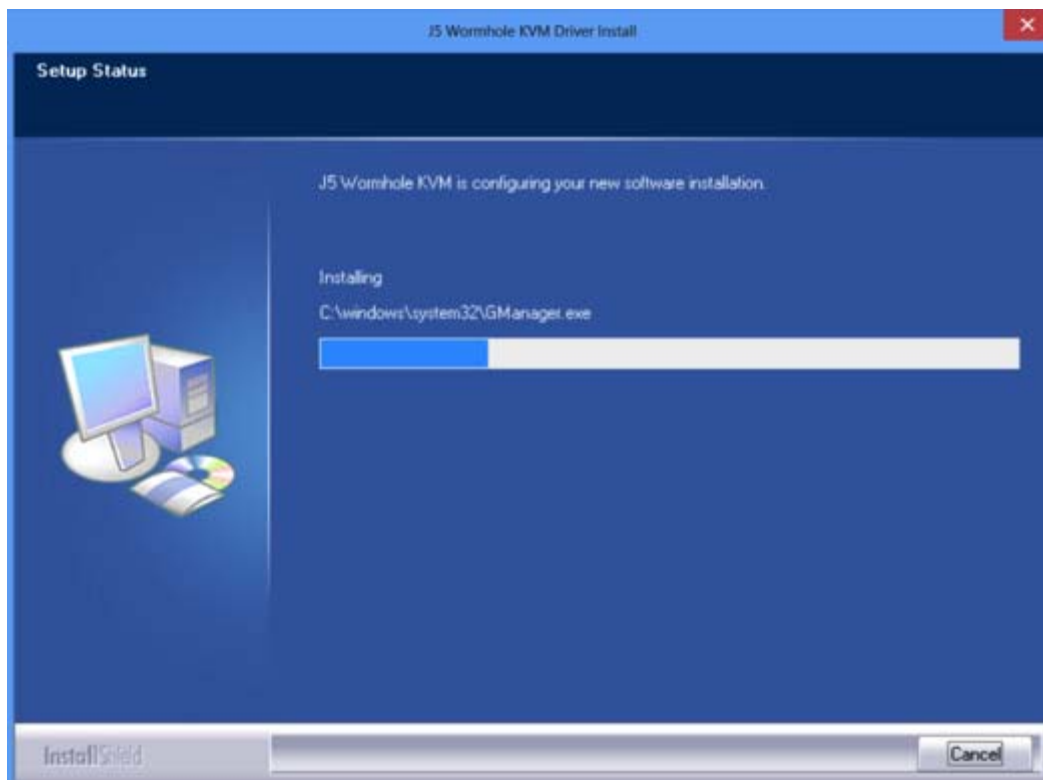 J5 Wormhole KVM Driver Install
Setup Status
J5 Wormhole KVM is configuring your new software installation.
Installing
C:\windows\system32\GManager.exe
InstallShield
Cancel